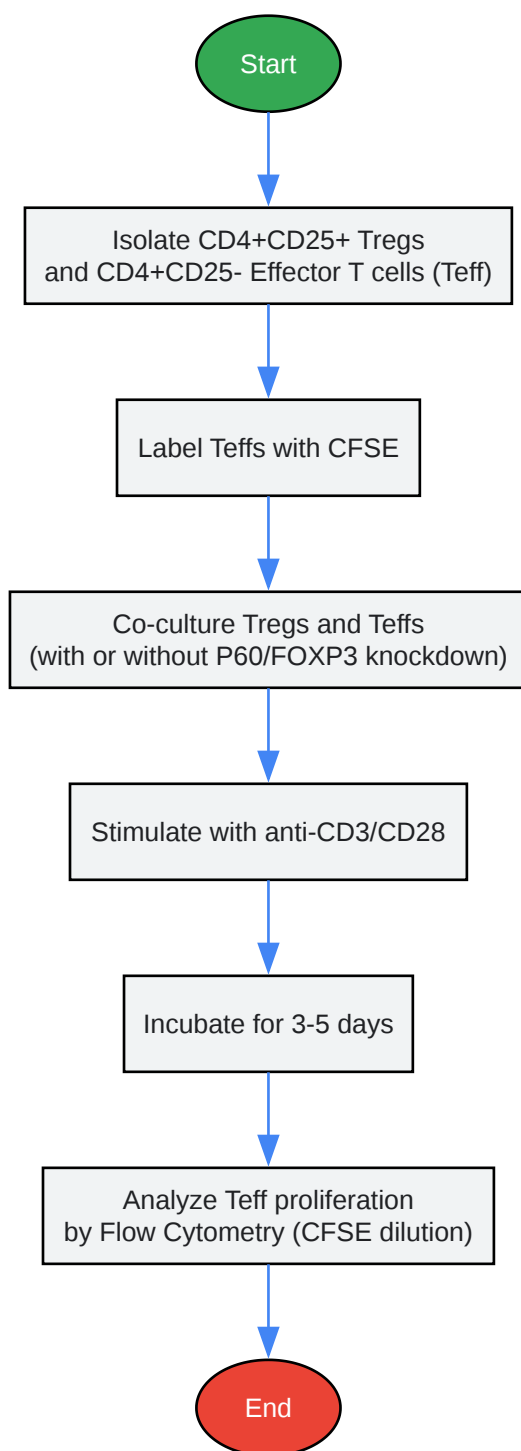 Start
Isolate CD4+CD25+ Tregs
and CD4+CD25- Effector T cells (Teff)
Label Teffs with CFSE
Co-culture Tregs and Teffs
(with or without P60/FOXP3 knockdown)
Stimulate with anti-CD3/CD28
Incubate for 3-5 days
Analyze Teff proliferation
by Flow Cytometry (CFSE dilution)
End